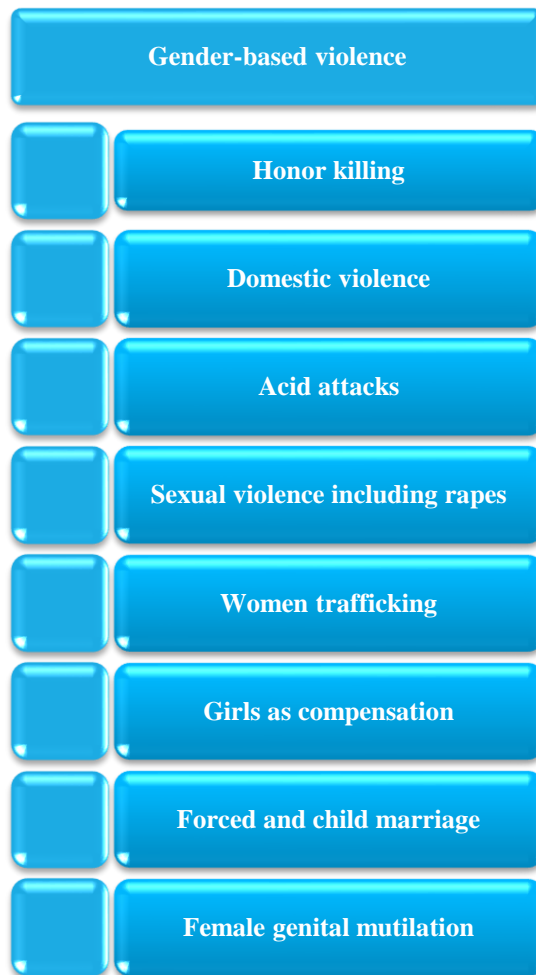 Gender-based violence
Honor killing
Domestic violence
Acid attacks
Sexual violence including rapes
Women trafficking
Girls as compensation
Forced and child marriage
Female genital mutilation